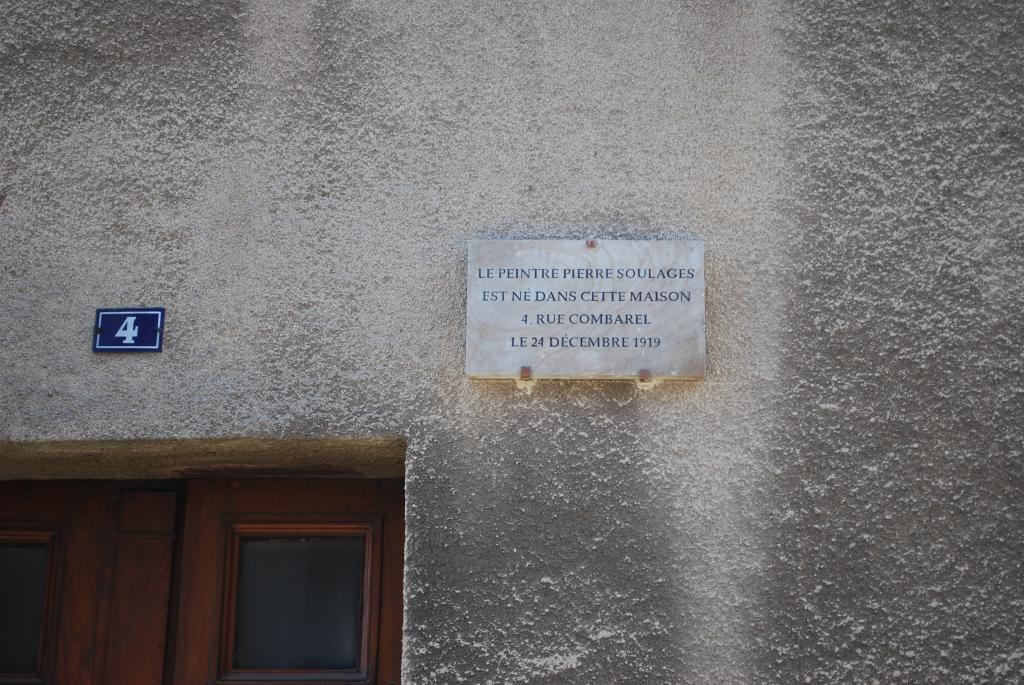 4
LE PEINTRE PIERRE SOULAGES
EST NÉ DANS CETTE MAISON
4, RUE COMBAREL
LE 24 DÉCEMBRE 1919